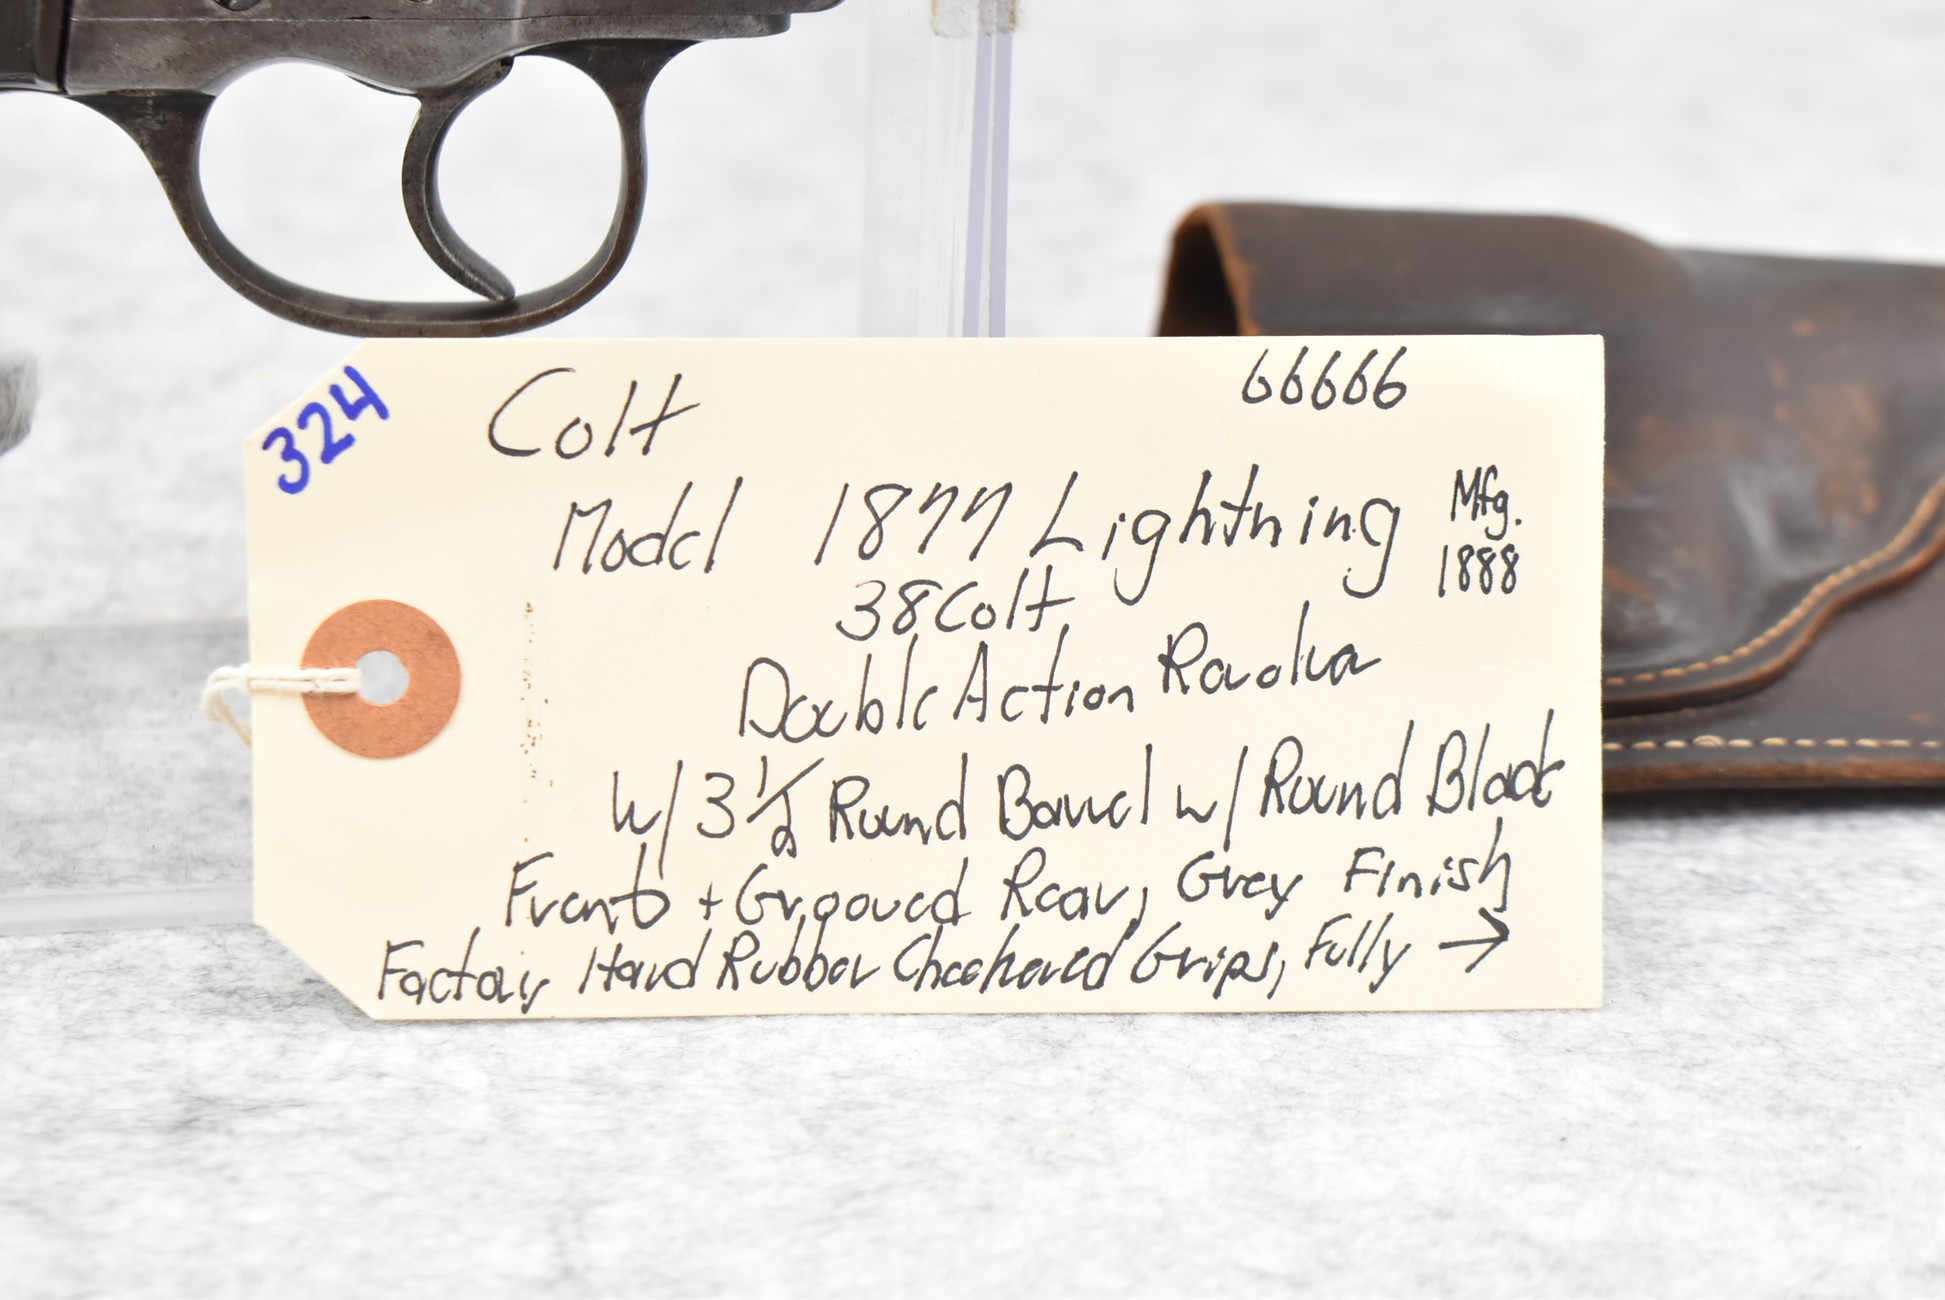 324
Colt 66666
Model 1877 Lightning Mfg. 1888
38 Colt
Double Action Revolver
w/ 3 1/2 Round Barrel w/ Round Blade
Front + Grooved Rear, Grey Finish
Factory Hard Rubber Checkered Grips, Fully →